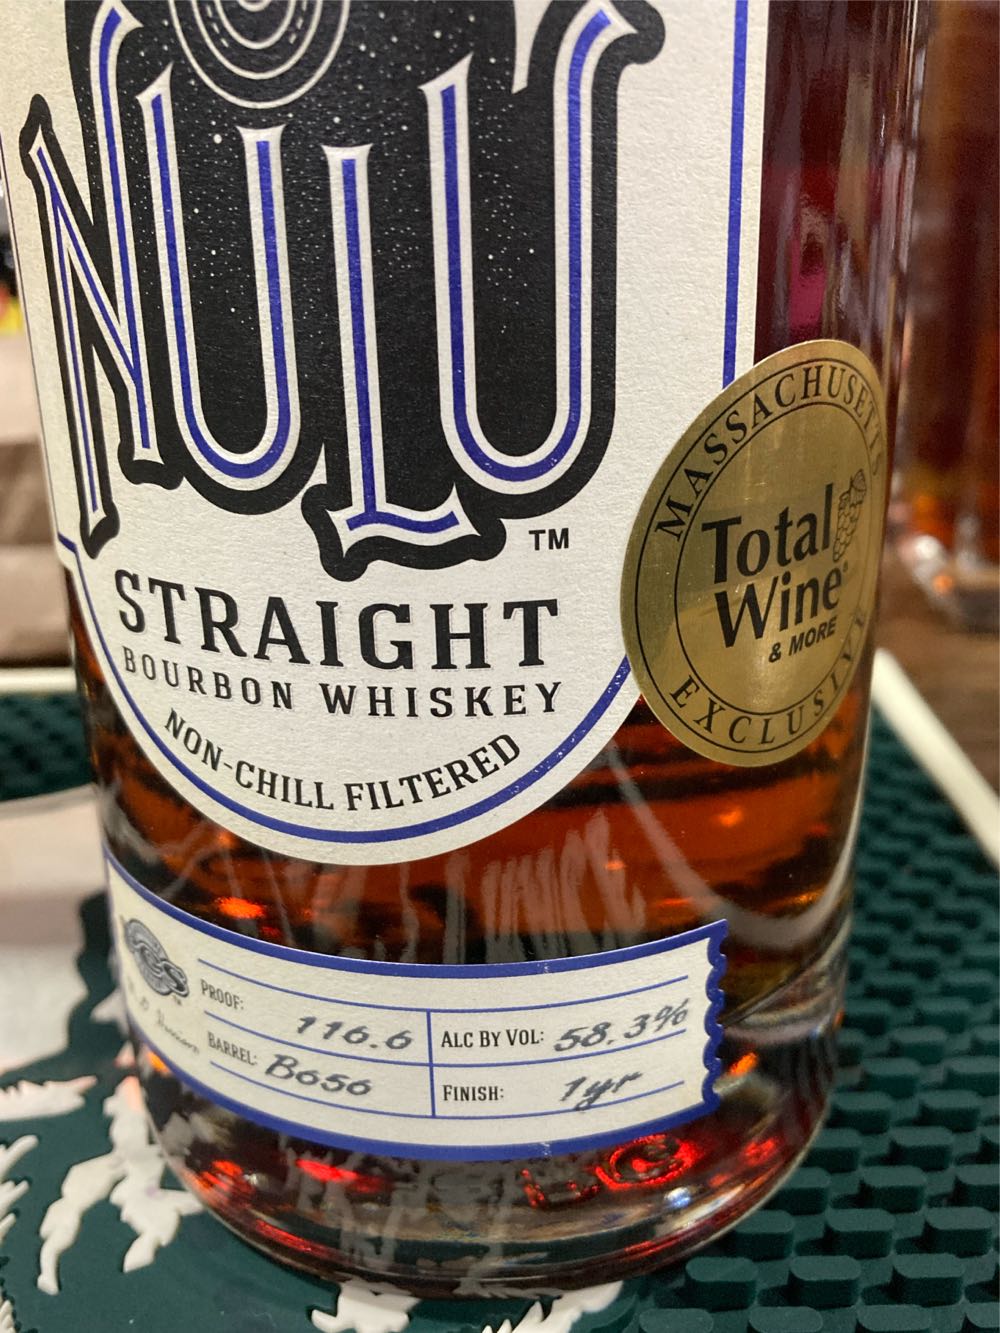 NULU
TM
STRAIGHT
BOURBON WHISKEY
NON-CHILL FILTERED
MASSACHUSETTS
Total
Wine
& MORE
EXCLUSIVE
PROOF: 116.6
ALC BY VOL: 58.3%
BARREL: B656
FINISH: 1yr